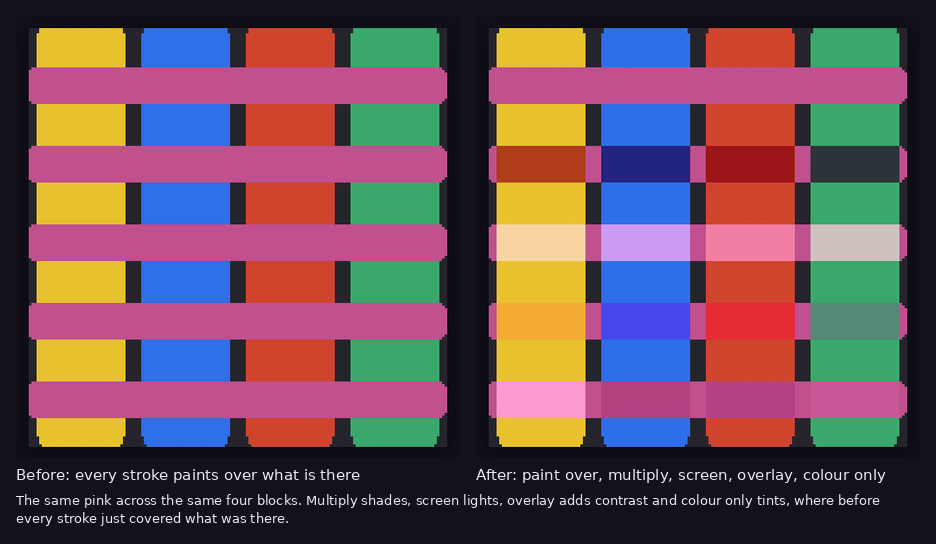 Before: every stroke paints over what is there
After: paint over, multiply, screen, overlay, colour only
The same pink across the same four blocks. Multiply shades, screen lights, overlay adds contrast and colour only tints, where before
every stroke just covered what was there.